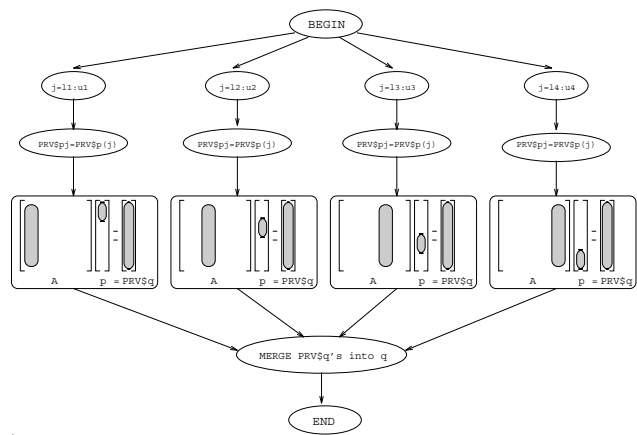 BEGIN
j=l1:u1 j=l2:u2 j=l3:u3 j=l4:u4
PRV$pj=PRV$p(j) PRV$pj=PRV$p(j) PRV$pj=PRV$p(j) PRV$pj=PRV$p(j)
= = = =
A p =PRV$q A p =PRV$q A p =PRV$q A p =PRV$q
MERGE PRV$q's into q
END